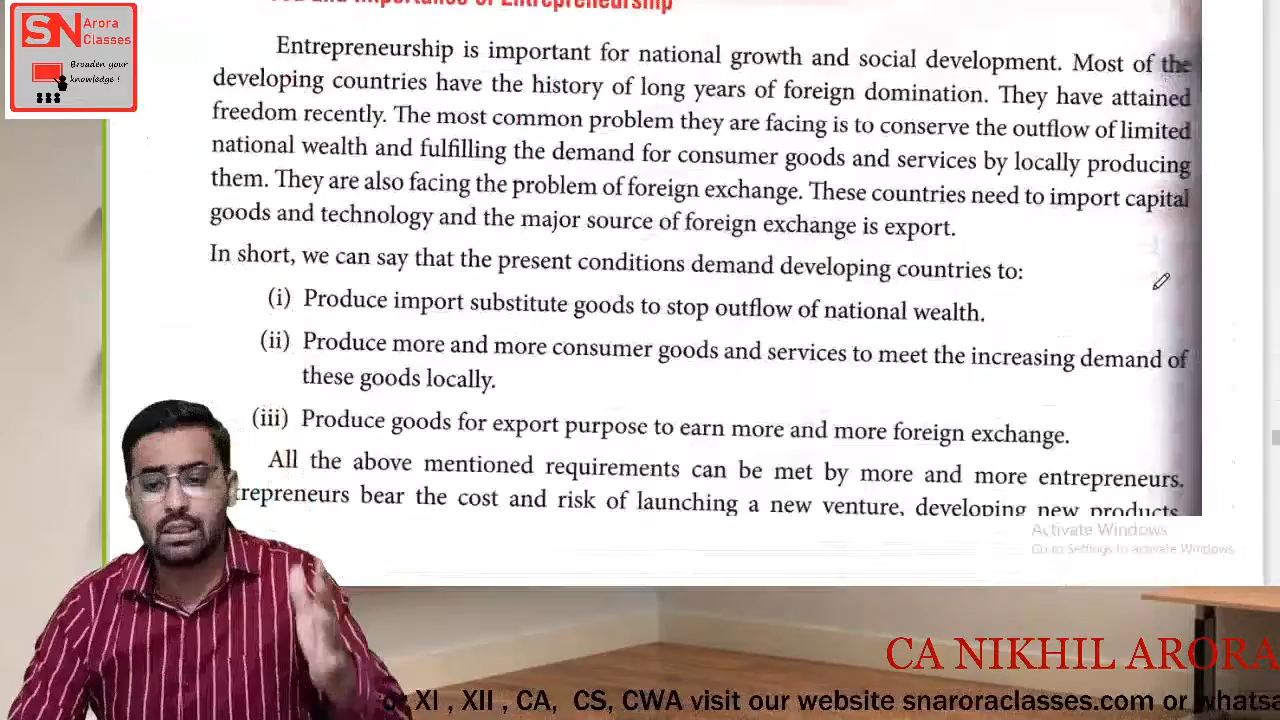 SN Arora
Classes
Broaden your
knowledge !
and Importance of Entrepreneurship
Entrepreneurship is important for national growth and social development. Most of the
developing countries have the history of long years of foreign domination. They have attained
freedom recently. The most common problem they are facing is to conserve the outflow of limited
national wealth and fulfilling the demand for consumer goods and services by locally producing
them. They are also facing the problem of foreign exchange. These countries need to import capital
goods and technology and the major source of foreign exchange is export.
In short, we can say that the present conditions demand developing countries to:
(i) Produce import substitute goods to stop outflow of national wealth.
(ii) Produce more and more consumer goods and services to meet the increasing demand of
these goods locally.
(iii) Produce goods for export purpose to earn more and more foreign exchange.
All the above mentioned requirements can be met by more and more entrepreneurs.
trepreneurs bear the cost and risk of launching a new venture, developing new products,
Activate Windows
Go to Settings to activate Windows.
CA NIKHIL ARORA
XI , XII , CA, CS, CWA visit our website snaroraclasses.com or whatsa